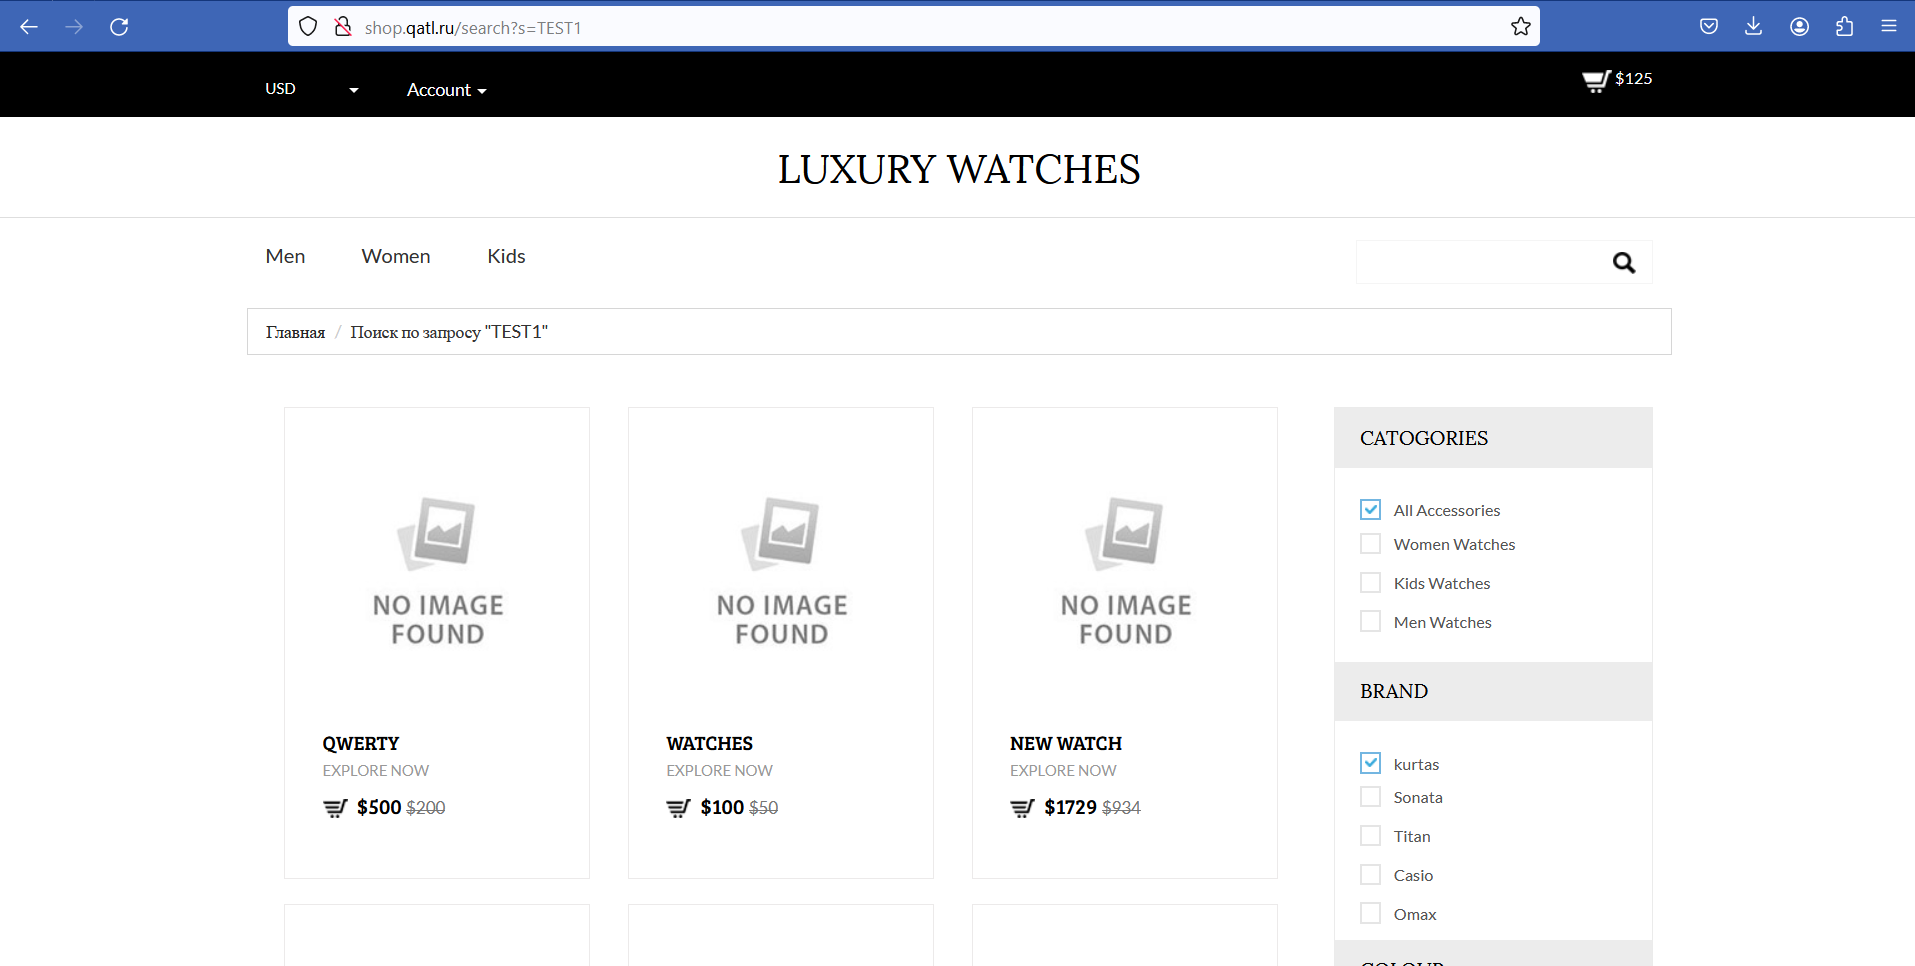 shop.qatl.ru/search?s=TEST1
USD
Account
$125
LUXURY WATCHES
Men
Women
Kids
Главная / Поиск по запросу "TEST1"
NO IMAGE
FOUND
QWERTY
EXPLORE NOW
$500 $200
NO IMAGE
FOUND
WATCHES
EXPLORE NOW
$100 $50
NO IMAGE
FOUND
NEW WATCH
EXPLORE NOW
$1729 $934
CATOGORIES
All Accessories
Women Watches
Kids Watches
Men Watches
BRAND
kurtas
Sonata
Titan
Casio
Omax